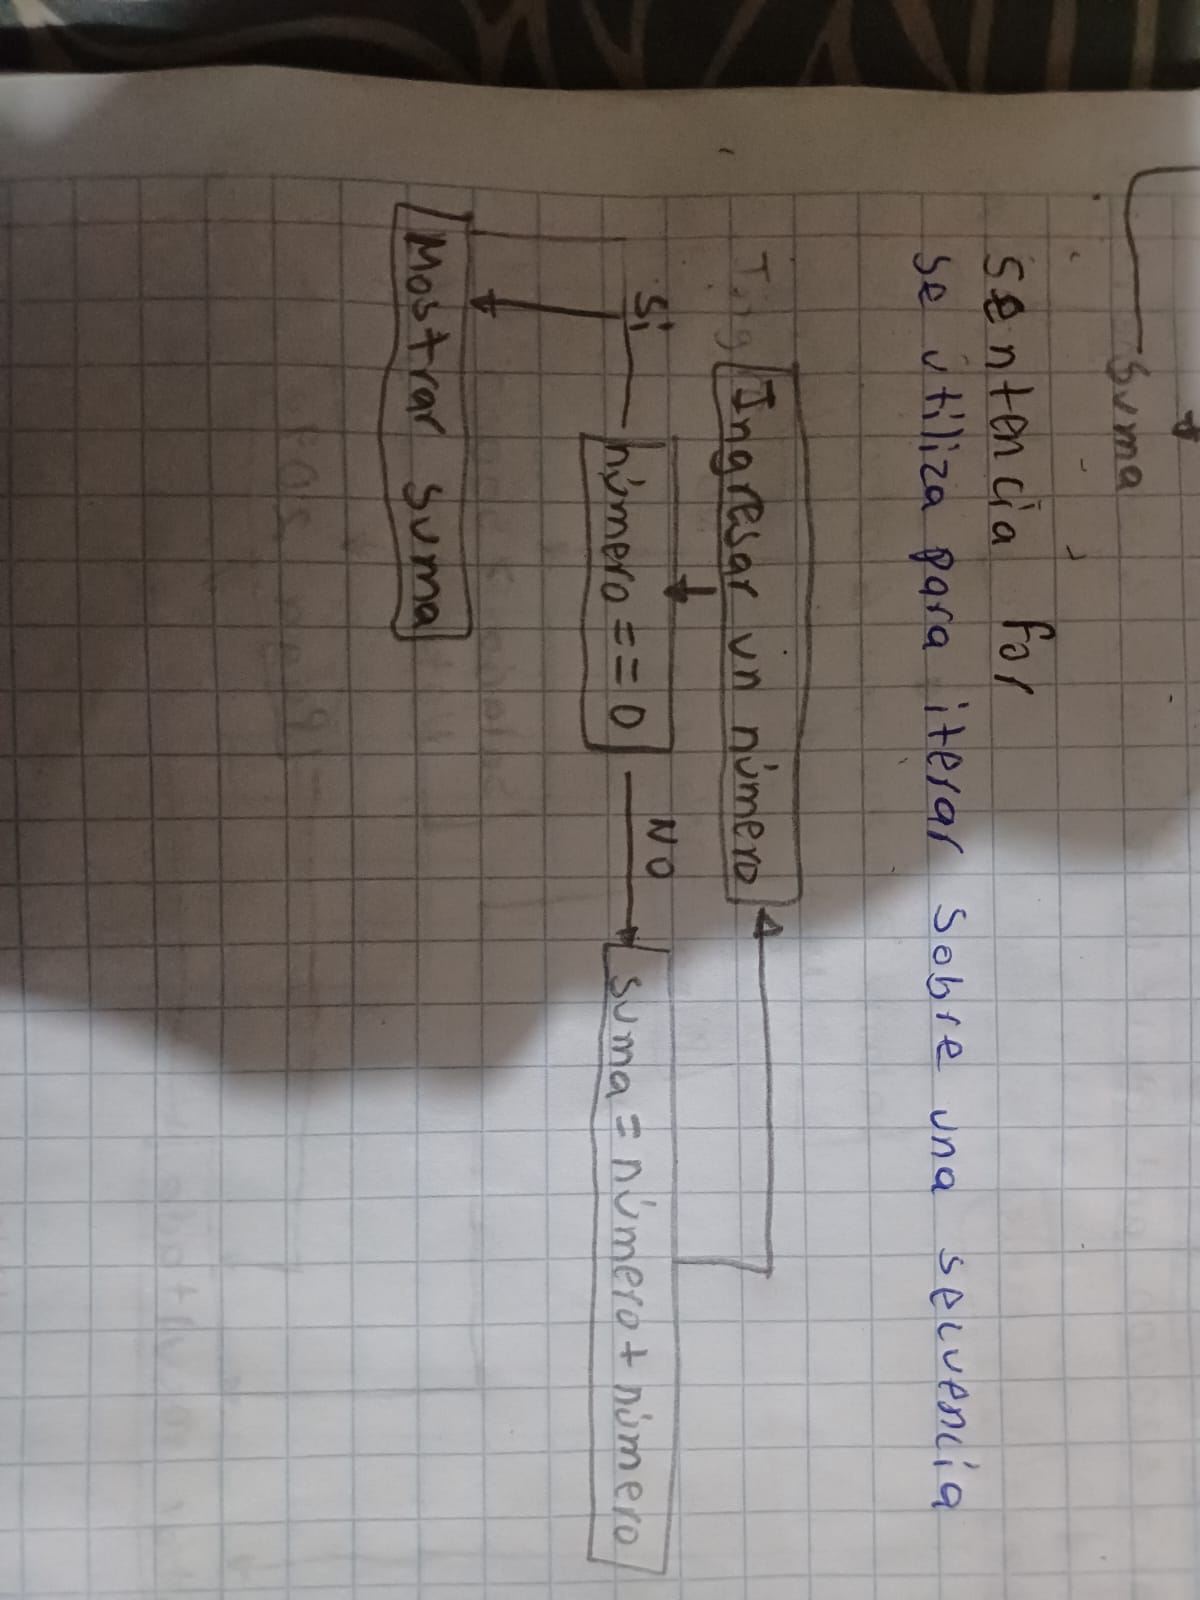 Suma
Sentencia for
Se utiliza para iterar sobre una secuencia
Ingresar un número
Si
número == 0
NO
suma = número + número
Mostrar suma